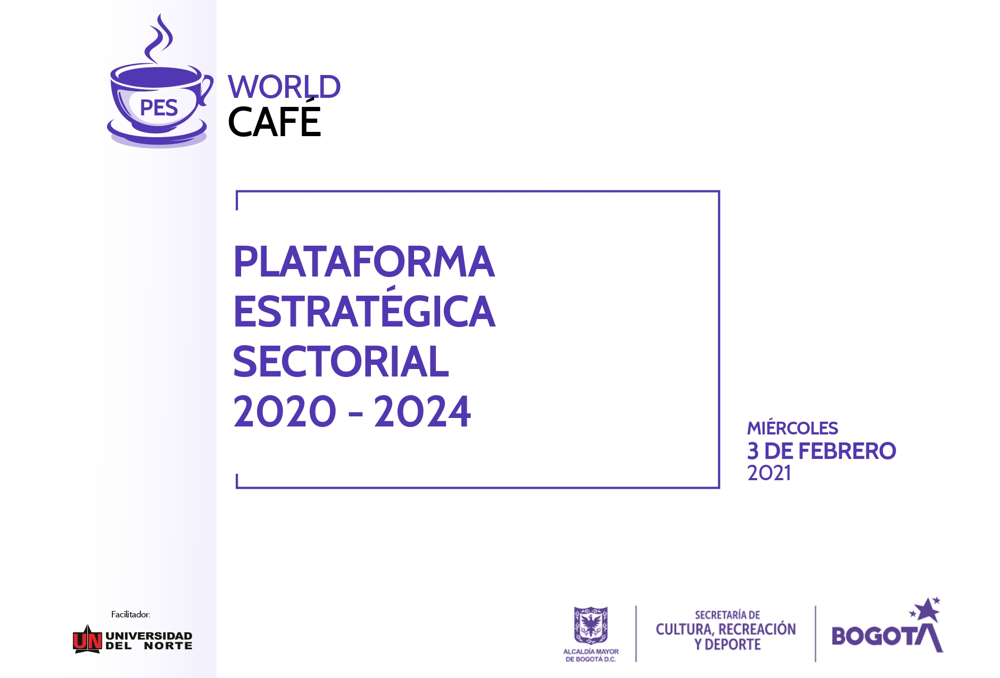 PES
WORLD
CAFÉ
PLATAFORMA
ESTRATÉGICA
SECTORIAL
2020 - 2024
MIÉRCOLES
3 DE FEBRERO
2021
Facilitador:
UN
UNIVERSIDAD
DEL NORTE
ALCALDÍA MAYOR
DE BOGOTÁ D.C.
SECRETARÍA DE
CULTURA, RECREACIÓN
Y DEPORTE
BOGOTÁ